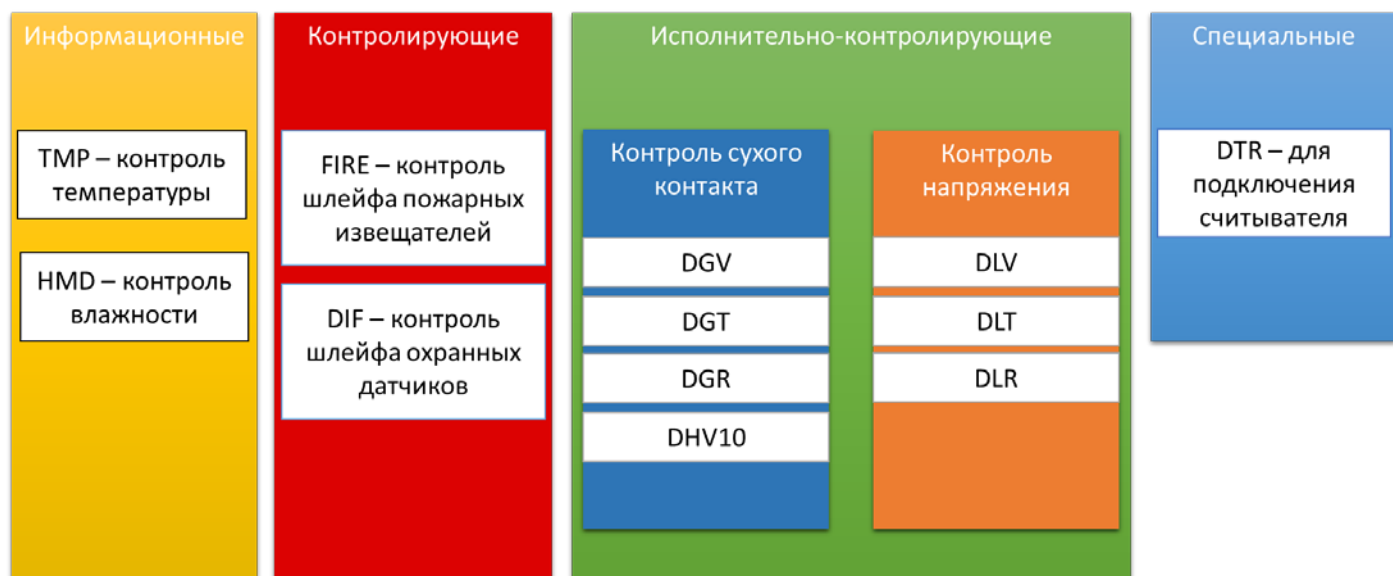 Информационные
TMP – контроль
температуры
HMD – контроль
влажности
Контролирующие
FIRE – контроль
шлейфа пожарных
извещателей
DIF – контроль
шлейфа охранных
датчиков
Исполнительно-контролирующие
Контроль сухого
контакта
DGV
DGT
DGR
DHV10
Контроль
напряжения
DLV
DLT
DLR
Специальные
DTR – для
подключения
считывателя